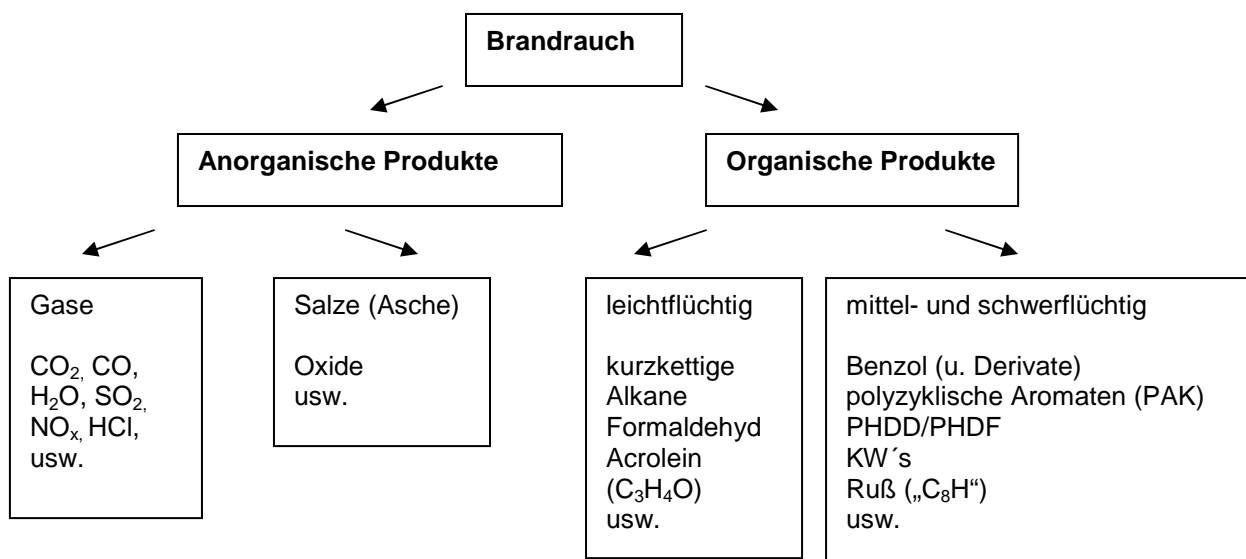 Brandrauch
Anorganische Produkte
Organische Produkte
Gase
CO₂, CO,
H₂O, SO₂,
NOₓ, HCl,
usw.
Salze (Asche)
Oxide
usw.
leichtflüchtig
kurzkettige
Alkane
Formaldehyd
Acrolein
(C₃H₄O)
usw.
mittel- und schwerflüchtig
Benzol (u. Derivate)
polyzyklische Aromaten (PAK)
PHDD/PHDF
KW´s
Ruß („C₈H“)
usw.